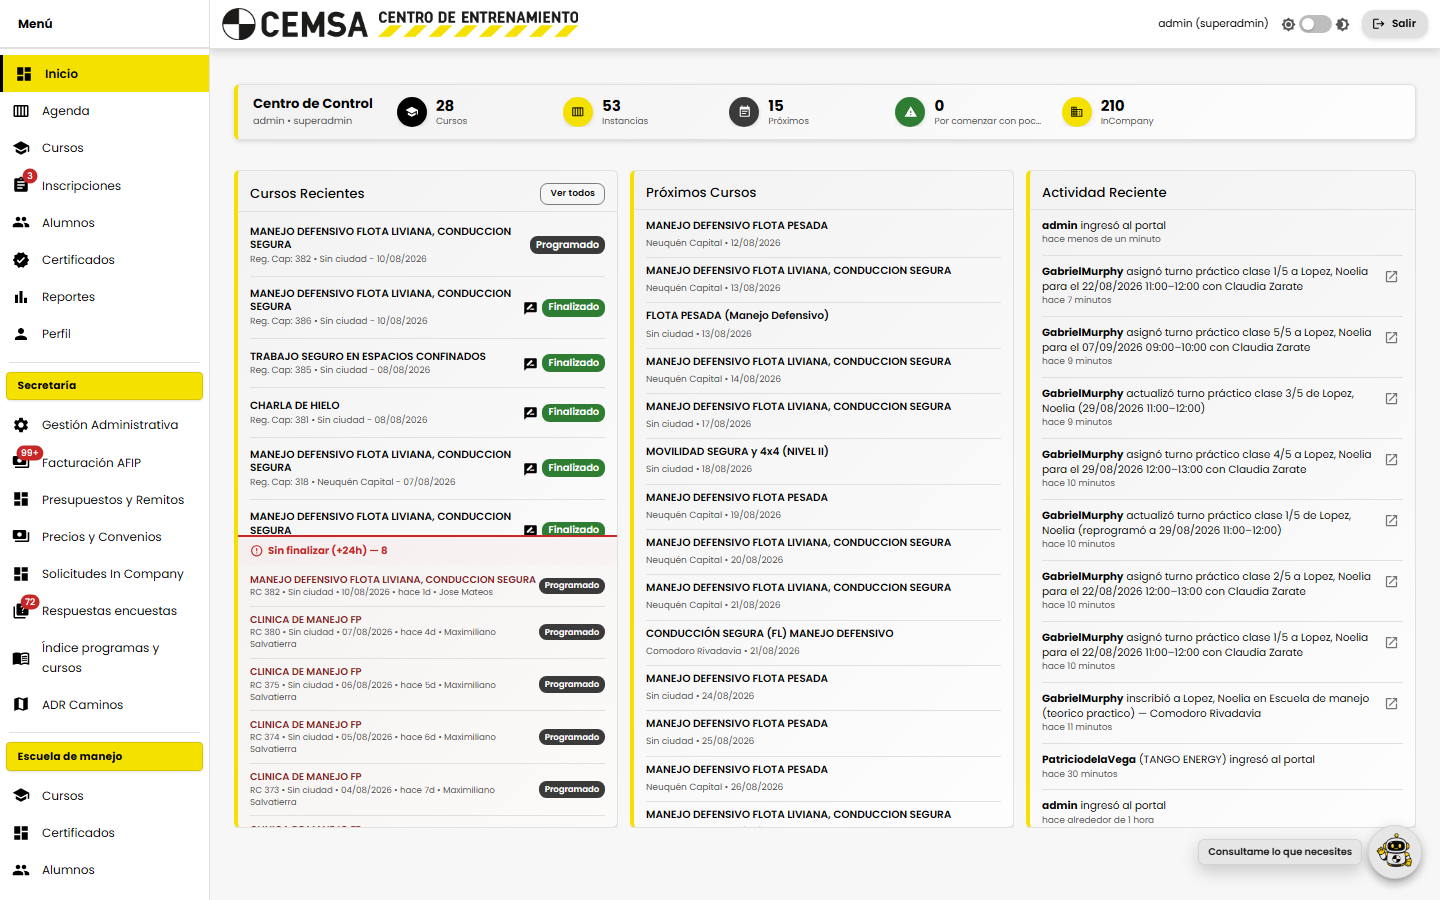 Menú
Inicio
Agenda
Cursos
3
Inscripciones
Alumnos
Certificados
Reportes
Perfil
Secretaría
Gestión Administrativa
99+
Facturación AFIP
Presupuestos y Remitos
Precios y Convenios
Solicitudes In Company
72
Respuestas encuestas
Índice programas y
cursos
ADR Caminos
Escuela de manejo
Cursos
Certificados
Alumnos
CEMSA CENTRO DE ENTRENAMIENTO
admin (superadmin)
Salir
Centro de Control
admin • superadmin
28
Cursos
53
Instancias
15
Próximos
0
Por comenzar con poc...
210
InCompany
Cursos Recientes
Ver todos
MANEJO DEFENSIVO FLOTA LIVIANA, CONDUCCION
SEGURA
Reg. Cap: 382 • Sin ciudad - 10/08/2026
Programado
MANEJO DEFENSIVO FLOTA LIVIANA, CONDUCCION
SEGURA
Reg. Cap: 386 • Sin ciudad - 10/08/2026
Finalizado
TRABAJO SEGURO EN ESPACIOS CONFINADOS
Reg. Cap: 385 • Sin ciudad - 08/08/2026
Finalizado
CHARLA DE HIELO
Reg. Cap: 381 • Sin ciudad - 08/08/2026
Finalizado
MANEJO DEFENSIVO FLOTA LIVIANA, CONDUCCION
SEGURA
Reg. Cap: 318 • Neuquén Capital - 07/08/2026
Finalizado
MANEJO DEFENSIVO FLOTA LIVIANA, CONDUCCION
SEGURA
Finalizado
Sin finalizar (+24h) — 8
MANEJO DEFENSIVO FLOTA LIVIANA, CONDUCCION SEGURA
RC 382 • Sin ciudad • 10/08/2026 • hace 1d • Jose Mateos
Programado
CLINICA DE MANEJO FP
RC 380 • Sin ciudad • 07/08/2026 • hace 4d • Maximiliano
Salvatierra
Programado
CLINICA DE MANEJO FP
RC 375 • Sin ciudad • 06/08/2026 • hace 5d • Maximiliano
Salvatierra
Programado
CLINICA DE MANEJO FP
RC 374 • Sin ciudad • 05/08/2026 • hace 6d • Maximiliano
Salvatierra
Programado
CLINICA DE MANEJO FP
RC 373 • Sin ciudad • 04/08/2026 • hace 7d • Maximiliano
Salvatierra
Programado
Próximos Cursos
MANEJO DEFENSIVO FLOTA PESADA
Neuquén Capital • 12/08/2026
MANEJO DEFENSIVO FLOTA LIVIANA, CONDUCCION SEGURA
Neuquén Capital • 13/08/2026
FLOTA PESADA (Manejo Defensivo)
Sin ciudad • 13/08/2026
MANEJO DEFENSIVO FLOTA LIVIANA, CONDUCCION SEGURA
Neuquén Capital • 14/08/2026
MANEJO DEFENSIVO FLOTA LIVIANA, CONDUCCION SEGURA
Sin ciudad • 17/08/2026
MOVILIDAD SEGURA y 4x4 (NIVEL II)
Sin ciudad • 18/08/2026
MANEJO DEFENSIVO FLOTA PESADA
Neuquén Capital • 19/08/2026
MANEJO DEFENSIVO FLOTA LIVIANA, CONDUCCION SEGURA
Neuquén Capital • 20/08/2026
MANEJO DEFENSIVO FLOTA LIVIANA, CONDUCCION SEGURA
Neuquén Capital • 21/08/2026
CONDUCCIÓN SEGURA (FL) MANEJO DEFENSIVO
Comodoro Rivadavia • 21/08/2026
MANEJO DEFENSIVO FLOTA PESADA
Sin ciudad • 24/08/2026
MANEJO DEFENSIVO FLOTA PESADA
Sin ciudad • 25/08/2026
MANEJO DEFENSIVO FLOTA PESADA
Neuquén Capital • 26/08/2026
MANEJO DEFENSIVO FLOTA LIVIANA, CONDUCCION SEGURA
Actividad Reciente
admin ingresó al portal
hace menos de un minuto
GabrielMurphy asignó turno práctico clase 1/5 a Lopez, Noelia
para el 22/08/2026 11:00–12:00 con Claudia Zarate
hace 7 minutos
GabrielMurphy asignó turno práctico clase 5/5 a Lopez, Noelia
para el 07/09/2026 09:00–10:00 con Claudia Zarate
hace 9 minutos
GabrielMurphy actualizó turno práctico clase 3/5 de Lopez,
Noelia (29/08/2026 11:00–12:00)
hace 9 minutos
GabrielMurphy asignó turno práctico clase 4/5 a Lopez, Noelia
para el 29/08/2026 12:00–13:00 con Claudia Zarate
hace 10 minutos
GabrielMurphy actualizó turno práctico clase 1/5 de Lopez,
Noelia (reprogramó a 29/08/2026 11:00–12:00)
hace 10 minutos
GabrielMurphy asignó turno práctico clase 2/5 a Lopez, Noelia
para el 22/08/2026 12:00–13:00 con Claudia Zarate
hace 10 minutos
GabrielMurphy asignó turno práctico clase 1/5 a Lopez, Noelia
para el 22/08/2026 11:00–12:00 con Claudia Zarate
hace 10 minutos
GabrielMurphy inscribió a Lopez, Noelia en Escuela de manejo
(teorico practico) — Comodoro Rivadavia
hace 11 minutos
PatriciodelaVega (TANGO ENERGY) ingresó al portal
hace 30 minutos
admin ingresó al portal
hace alrededor de 1 hora
Consultame lo que necesites